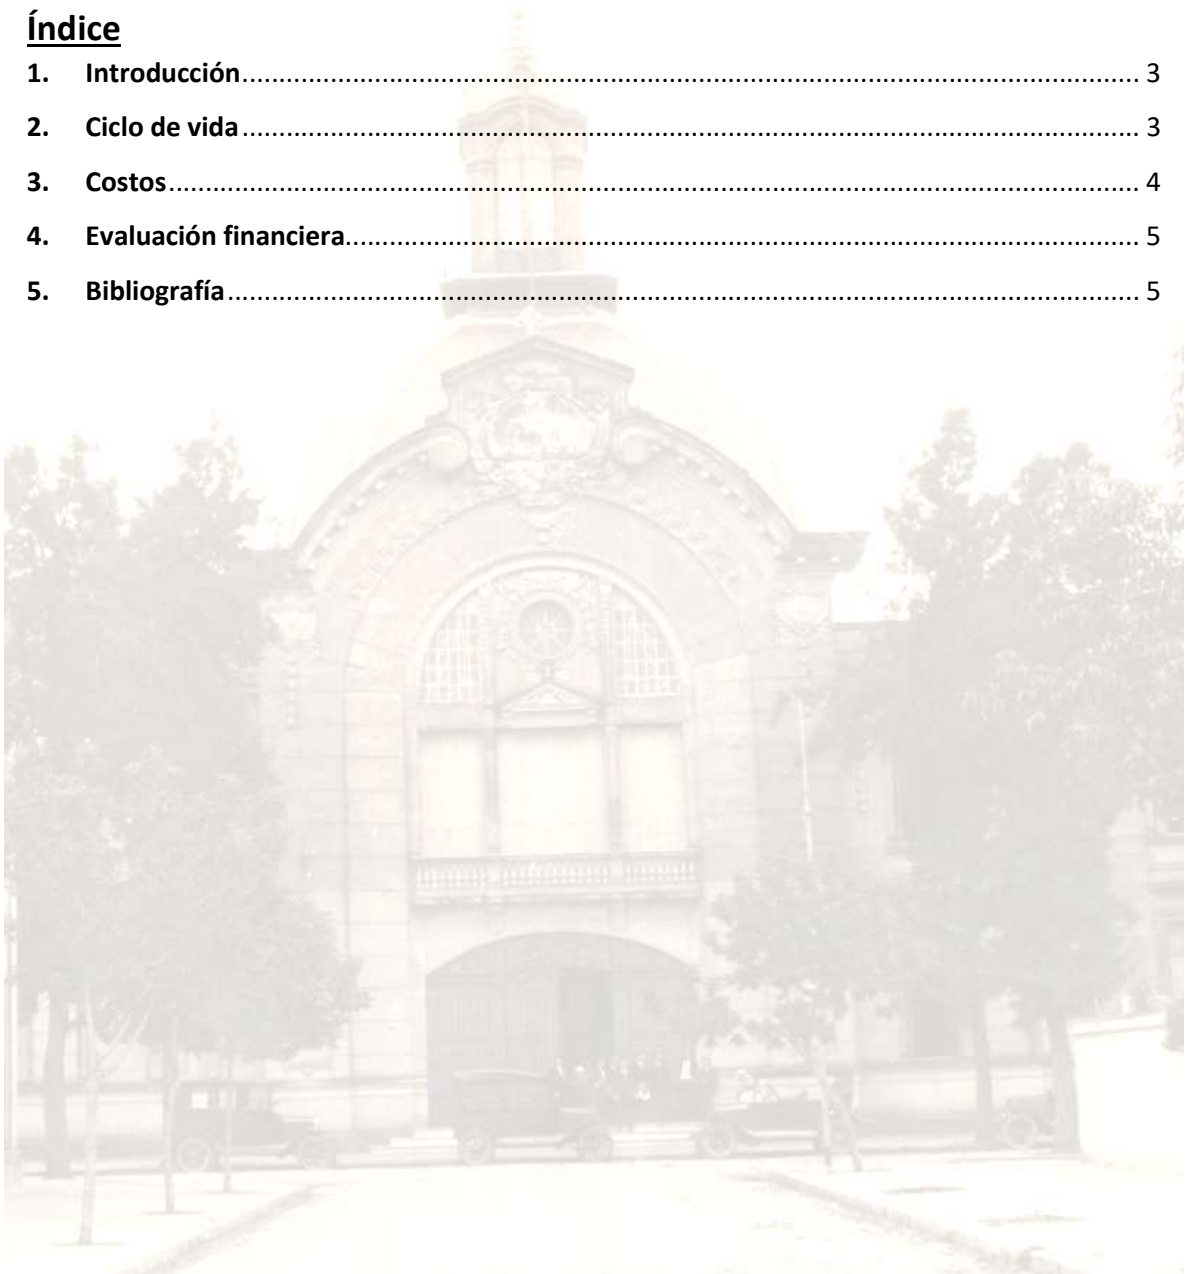 Índice
1. Introducción........................................................................................................................ 3
2. Ciclo de vida........................................................................................................................ 3
3. Costos................................................................................................................................. 4
4. Evaluación financiera.......................................................................................................... 5
5. Bibliografía.......................................................................................................................... 5